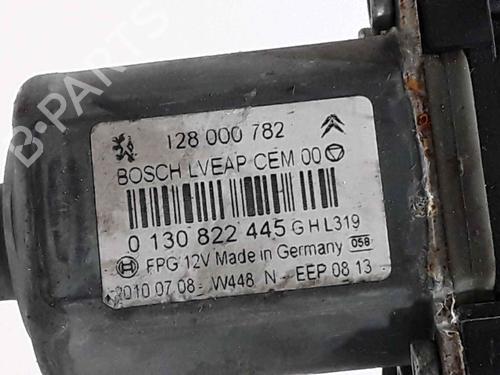 128 000 782
BOSCH LVEAP CEM 00
0 130 822 445 G H L319
FPG 12V Made in Germany 058
2010 07 08 - W448 N - EEP 08 13 -
B-PARTS